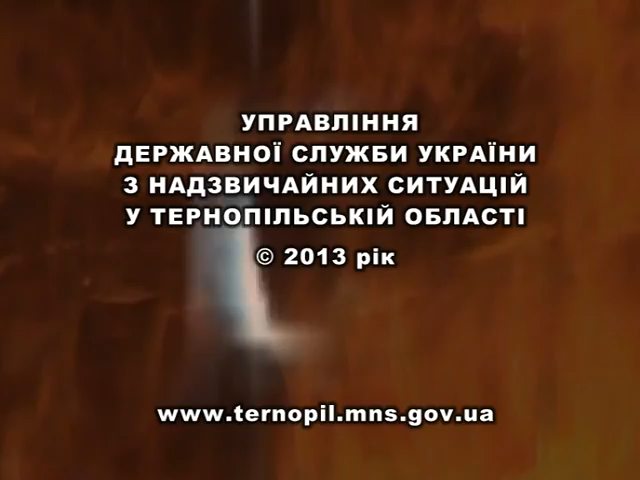 УПРАВЛІННЯ
ДЕРЖАВНОЇ СЛУЖБИ УКРАЇНИ
З НАДЗВИЧАЙНИХ СИТУАЦІЙ
У ТЕРНОПІЛЬСЬКІЙ ОБЛАСТІ
© 2013 рік
www.ternopil.mns.gov.ua